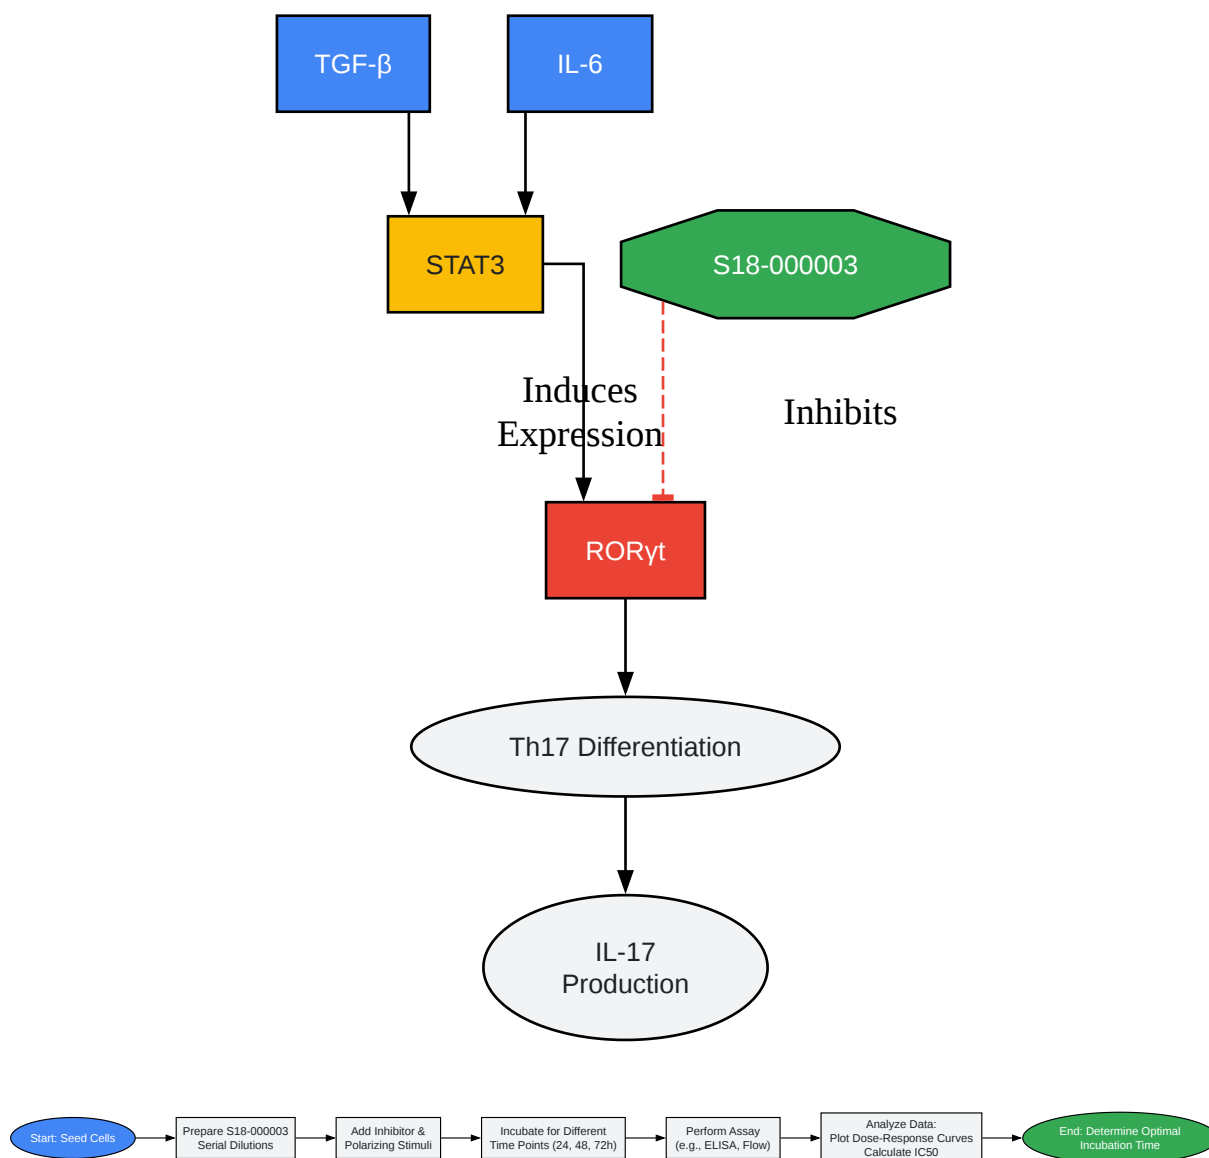 TGF-β
IL-6
STAT3
S18-000003
Induces
Expression
Inhibits
RORγt
Th17 Differentiation
IL-17
Production
Start: Seed Cells
Prepare S18-000003
Serial Dilutions
Add Inhibitor &
Polarizing Stimuli
Incubate for Different
Time Points (24, 48, 72h)
Perform Assay
(e.g., ELISA, Flow)
Analyze Data:
Plot Dose-Response Curves
Calculate IC50
End: Determine Optimal
Incubation Time